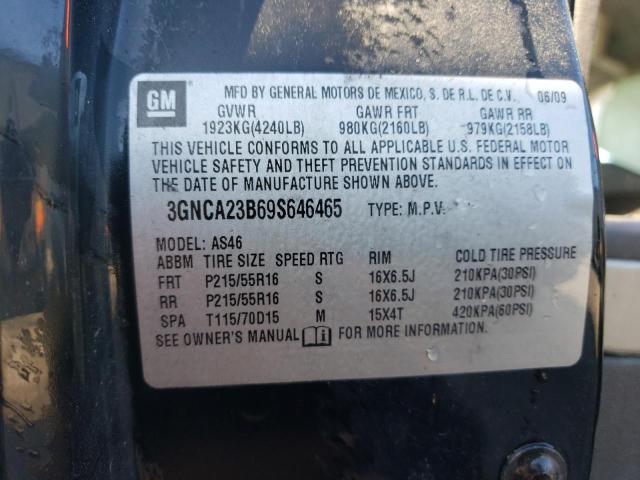 GM
MFD BY GENERAL MOTORS DE MEXICO, S. DE R.L. DE C.V. 06/09
GVWR GAWR FRT GAWR RR
1923KG(4240LB) 980KG(2160LB) 979KG(2158LB)
THIS VEHICLE CONFORMS TO ALL APPLICABLE U.S. FEDERAL MOTOR
VEHICLE SAFETY AND THEFT PREVENTION STANDARDS IN EFFECT ON
THE DATE OF MANUFACTURE SHOWN ABOVE.
3GNCA23B69S646465 TYPE: M.P.V.
MODEL: AS46
ABBM TIRE SIZE SPEED RTG RIM COLD TIRE PRESSURE
FRT P215/55R16 S 16X6.5J 210KPA(30PSI)
RR P215/55R16 S 16X6.5J 210KPA(30PSI)
SPA T115/70D15 M 15X4T 420KPA(60PSI)
SEE OWNER'S MANUAL i FOR MORE INFORMATION.